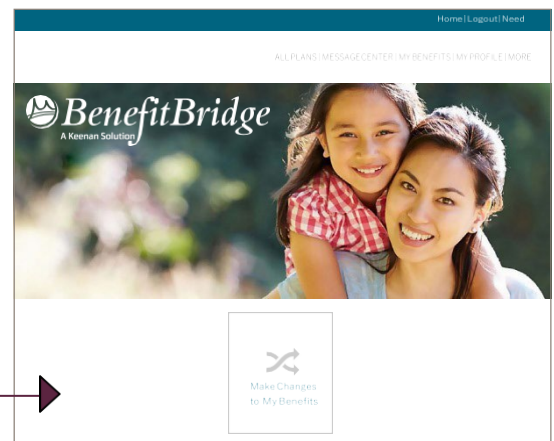 Home|Logout|Need
ALL PLANS | MESSAGE CENTER | MY BENEFITS | MY PROFILE | MORE
BenefitBridge
A Keenan Solution
Make Changes
to My Benefits